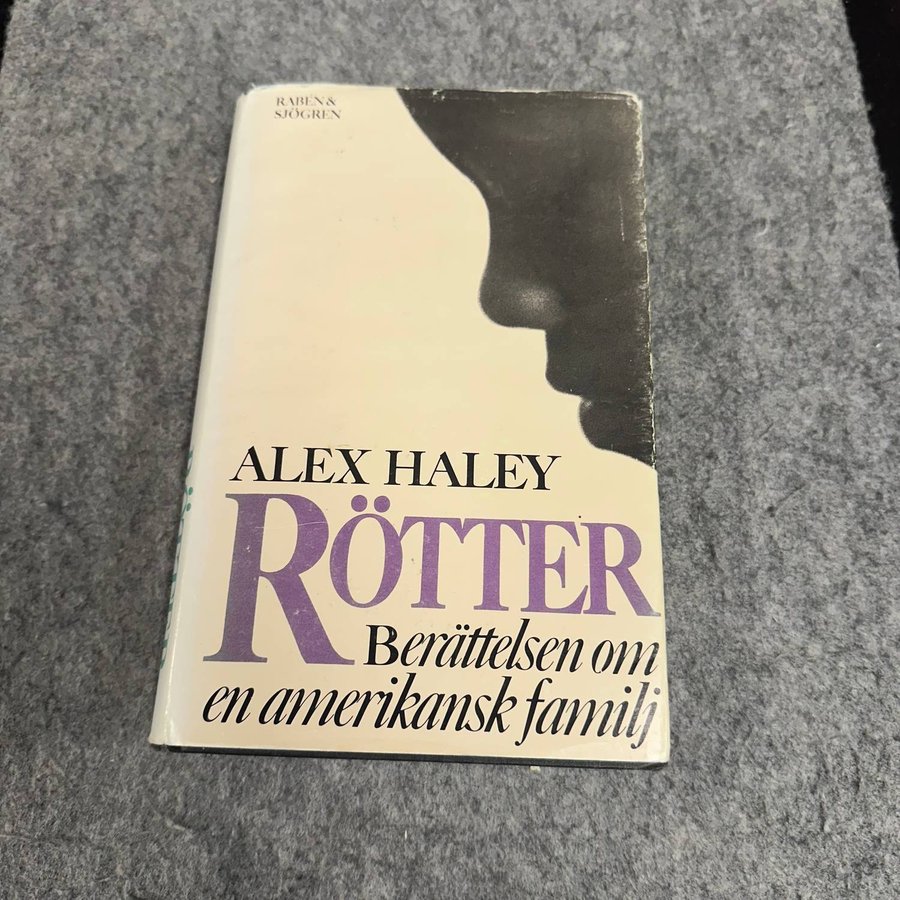 RABÉN &
SJÖGREN
ALEX HALEY
RÖTTER
Berättelsen om
en amerikansk familj